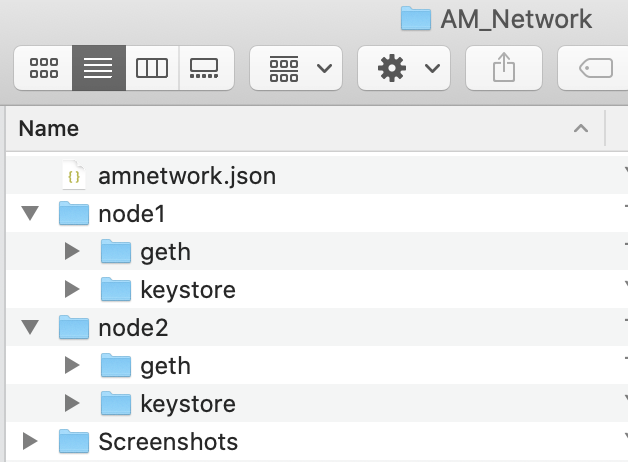 AM_Network
Name
amnetwork.json
node1
geth
keystore
node2
geth
keystore
Screenshots